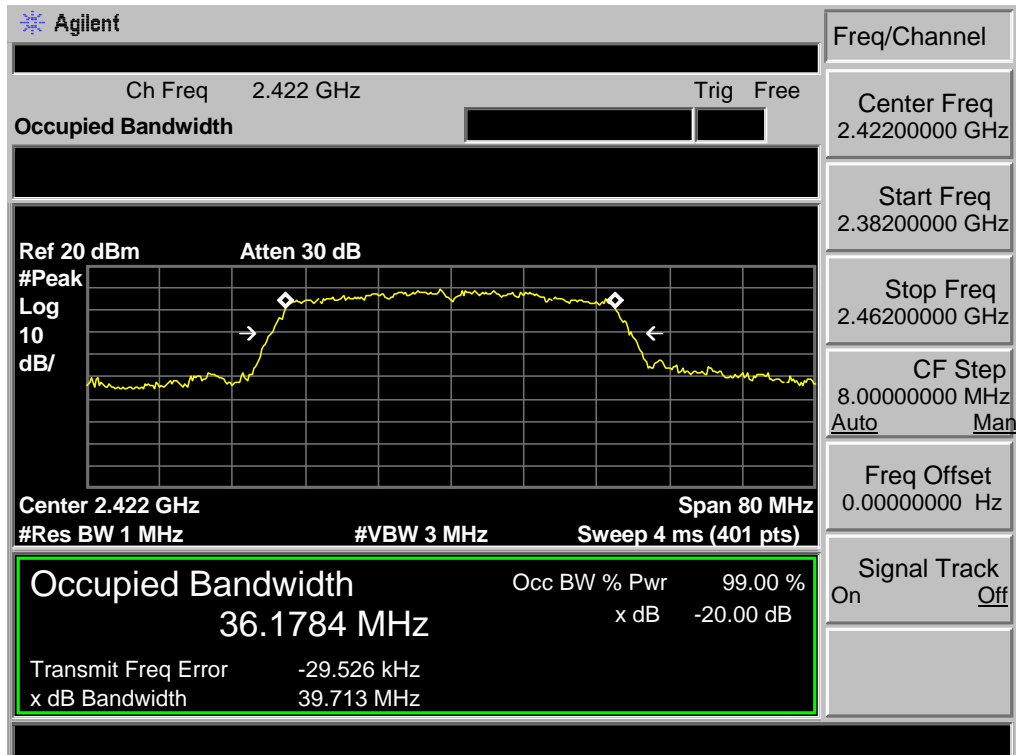 Agilent
Ch Freq 2.422 GHz Trig Free
Occupied Bandwidth
Ref 20 dBm Atten 30 dB
#Peak
Log
10
dB/
Center 2.422 GHz Span 80 MHz
#Res BW 1 MHz #VBW 3 MHz Sweep 4 ms (401 pts)
Occupied Bandwidth
36.1784 MHz
Occ BW % Pwr 99.00 %
x dB -20.00 dB
Transmit Freq Error -29.526 kHz
x dB Bandwidth 39.713 MHz
Freq/Channel
Center Freq
2.42200000 GHz
Start Freq
2.38200000 GHz
Stop Freq
2.46200000 GHz
CF Step
8.00000000 MHz
Auto Man
Freq Offset
0.00000000 Hz
Signal Track
On Off